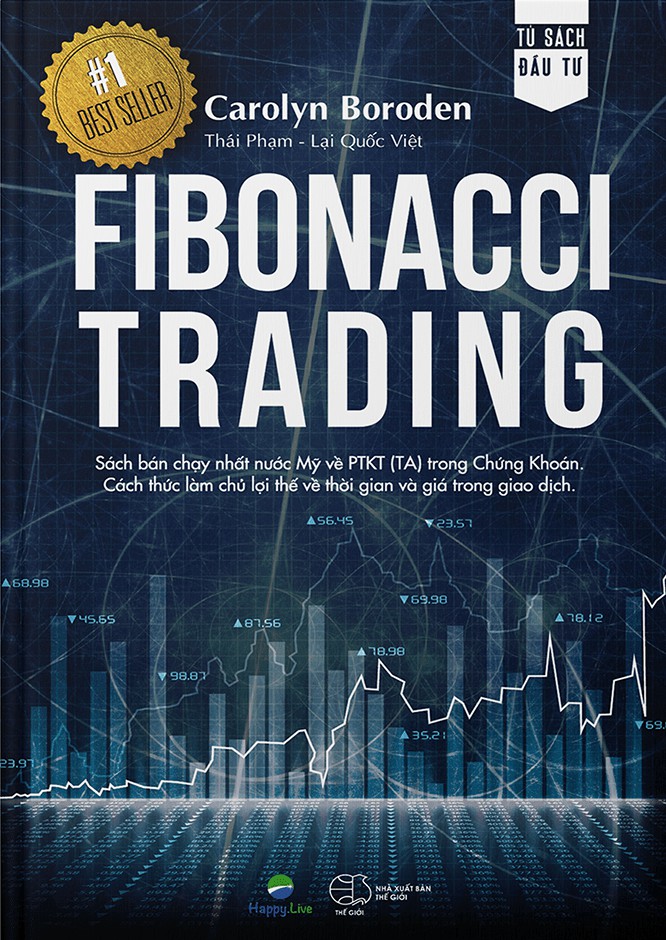 #1
BEST SELLER
TỦ SÁCH
ĐẦU TƯ
Carolyn Boroden
Thái Phạm - Lại Quốc Việt
FIBONACCI
TRADING
Sách bán chạy nhất nước Mỹ về PTKT (TA) trong Chứng Khoán.
Cách thức làm chủ lợi thế về thời gian và giá trong giao dịch.
▲56.45
▼23.57
▲68.98
▼69.98
▼45.65
▲87.56
▲78.12
▲78.98
▼98.87
▼69.
▲35.21
23.97
Happy.Live
THẾ GIỚI
NHÀ XUẤT BẢN
THẾ GIỚI